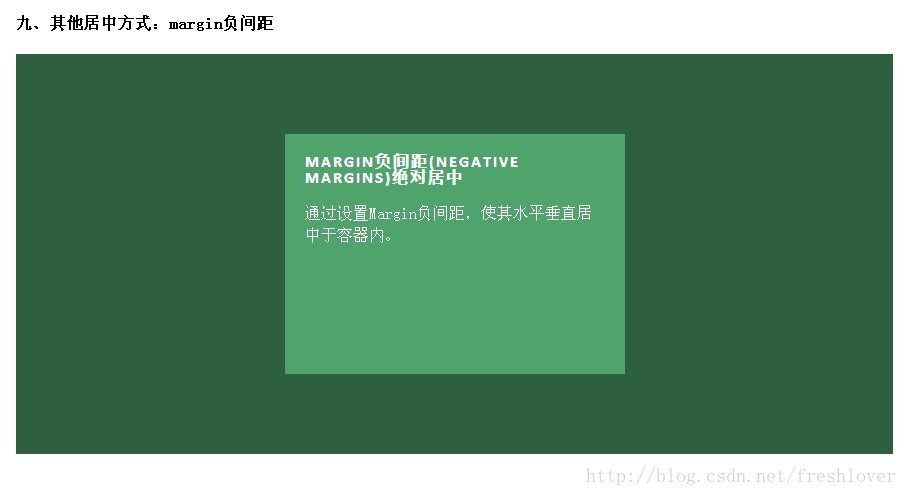 九、其他居中方式：margin负间距
MARGIN负间距(NEGATIVE
MARGINS)绝对居中
通过设置Margin负间距，使其水平垂直居
中于容器内。
http://blog.csdn.net/freshlover